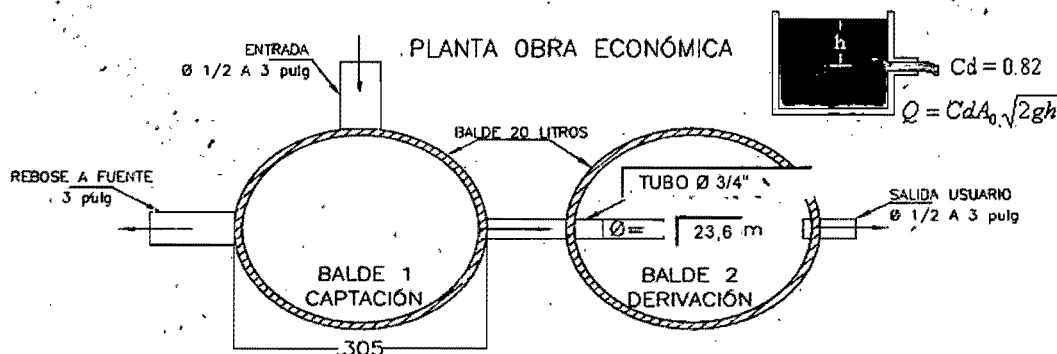 PLANTA OBRA ECONÓMICA
ENTRADA
Ø 1/2 A 3 pulg
h
Cd = 0.82
Q = CdA₀√2gh
BALDE 20 LITROS
REBOSE A FUENTE
3 pulg
TUBO Ø 3/4"
SALIDA USUARIO
Ø 1/2 A 3 pulg
Ø= 23,6 m
BALDE 1
CAPTACIÓN
BALDE 2
DERIVACIÓN
.305